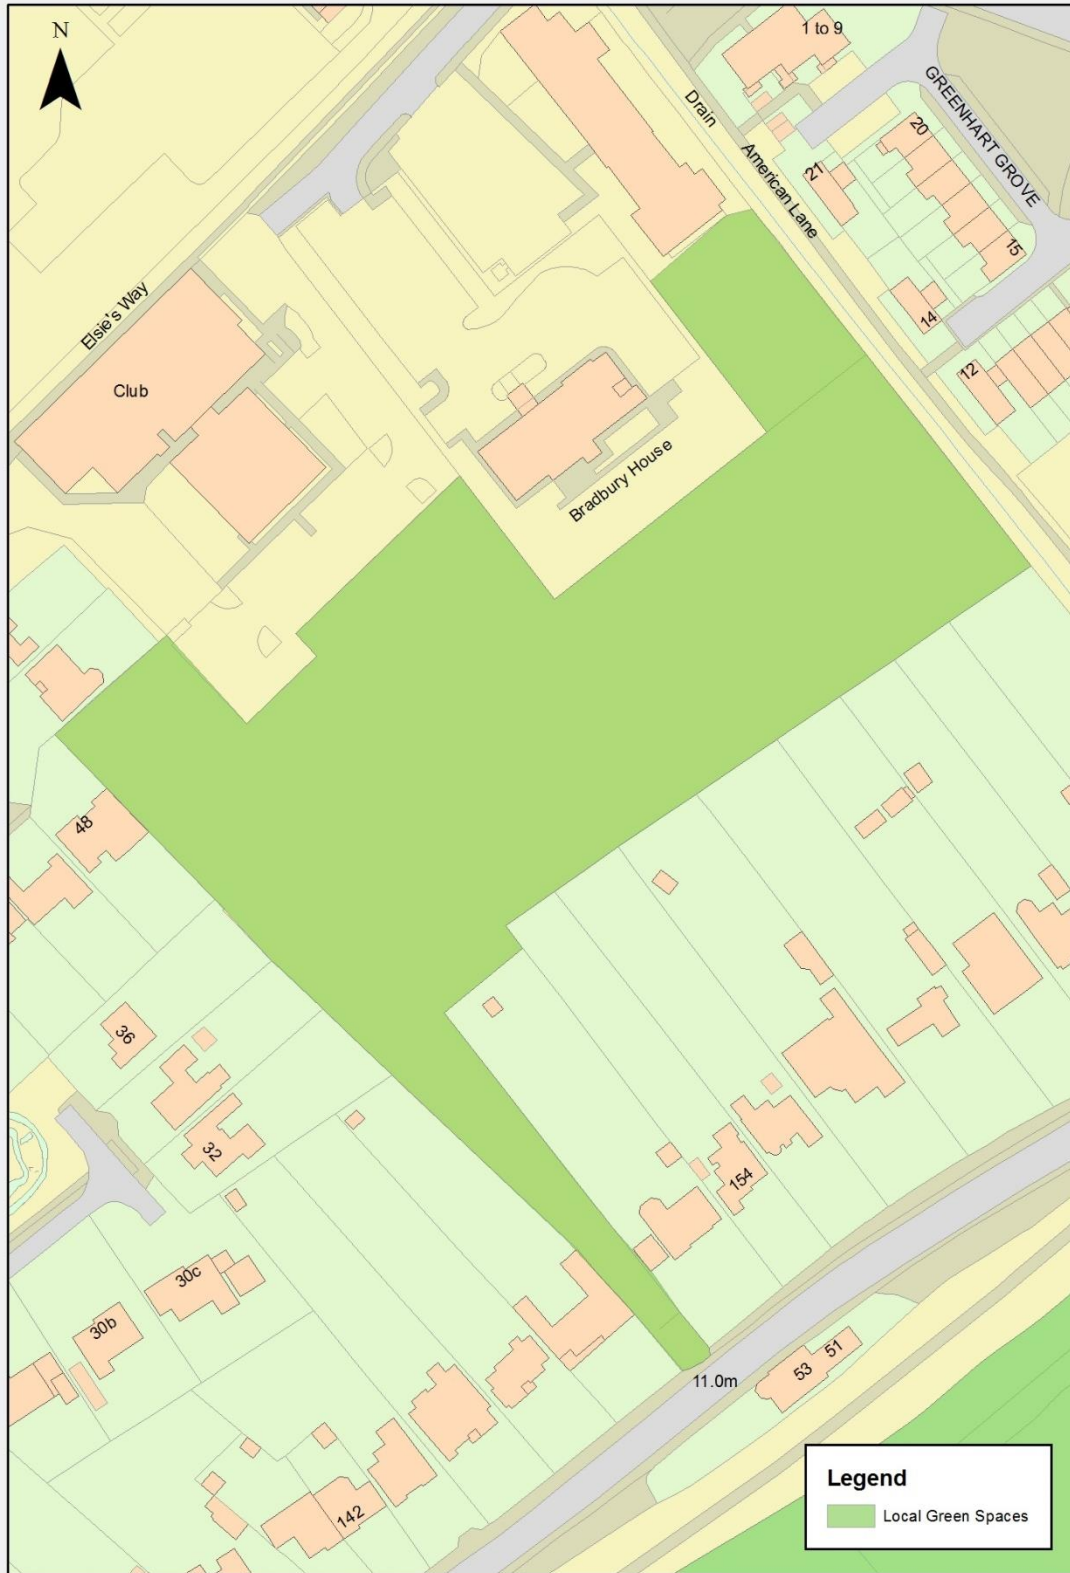 N
1 to 9
GREENHART GROVE
Drain
20
American Lane
21
15
14
12
Elsie's Way
Club
Bradbury House
48
36
32
154
30c
30b
53
51
11.0m
142
Legend
Local Green Spaces